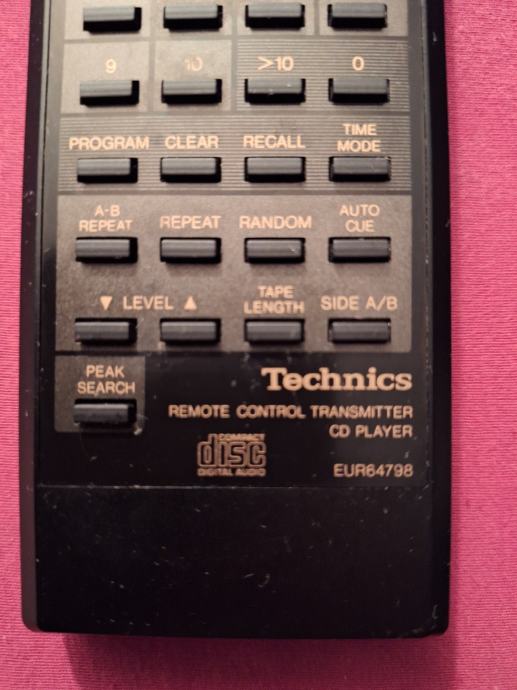 9 10 >10 0
PROGRAM CLEAR RECALL TIME MODE
A-B REPEAT REPEAT RANDOM AUTO CUE
▼ LEVEL ▲ TAPE LENGTH SIDE A/B
PEAK SEARCH
Technics
REMOTE CONTROL TRANSMITTER
CD PLAYER
COMPACT
disc
DIGITAL AUDIO
EUR64798